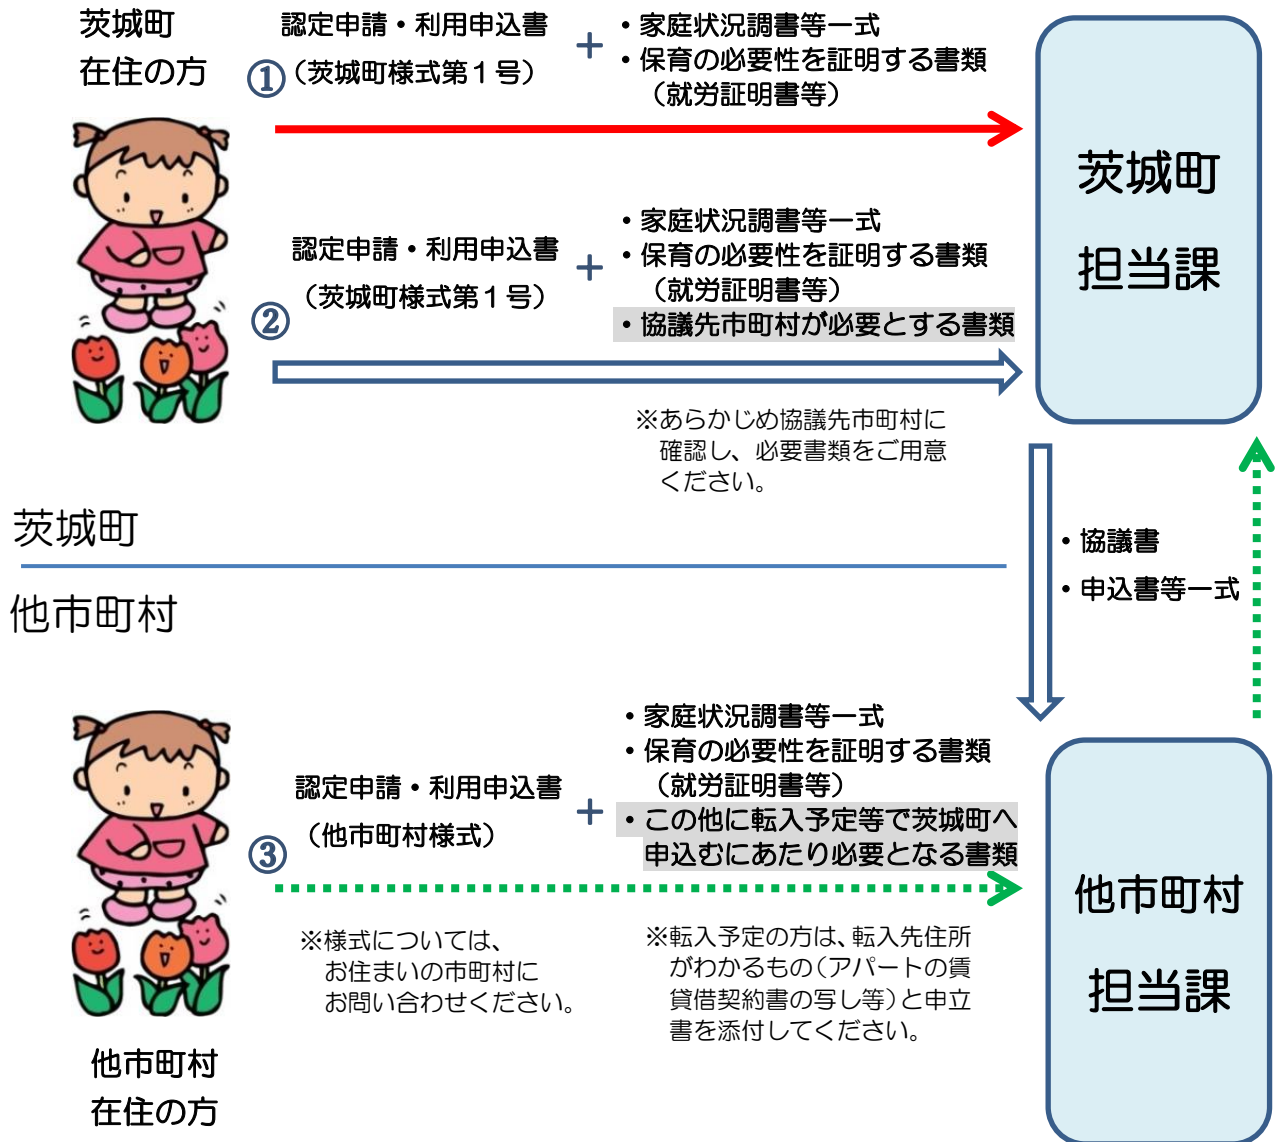 茨城町
在住の方
①
認定申請・利用申込書
（茨城町様式第１号）
＋
・家庭状況調書等一式
・保育の必要性を証明する書類
（就労証明書等）
茨城町
担当課
②
認定申請・利用申込書
（茨城町様式第１号）
＋
・家庭状況調書等一式
・保育の必要性を証明する書類
（就労証明書等）
・協議先市町村が必要とする書類
※あらかじめ協議先市町村に
確認し、必要書類をご用意
ください。
茨城町
他市町村
・協議書
・申込書等一式
③
認定申請・利用申込書
（他市町村様式）
＋
・家庭状況調書等一式
・保育の必要性を証明する書類
（就労証明書等）
・この他に転入予定等で茨城町へ
申込むにあたり必要となる書類
※様式については、
お住まいの市町村に
お問い合わせください。
※転入予定の方は、転入先住所
がわかるもの（アパートの賃
貸借契約書の写し等）と申立
書を添付してください。
他市町村
担当課
他市町村
在住の方